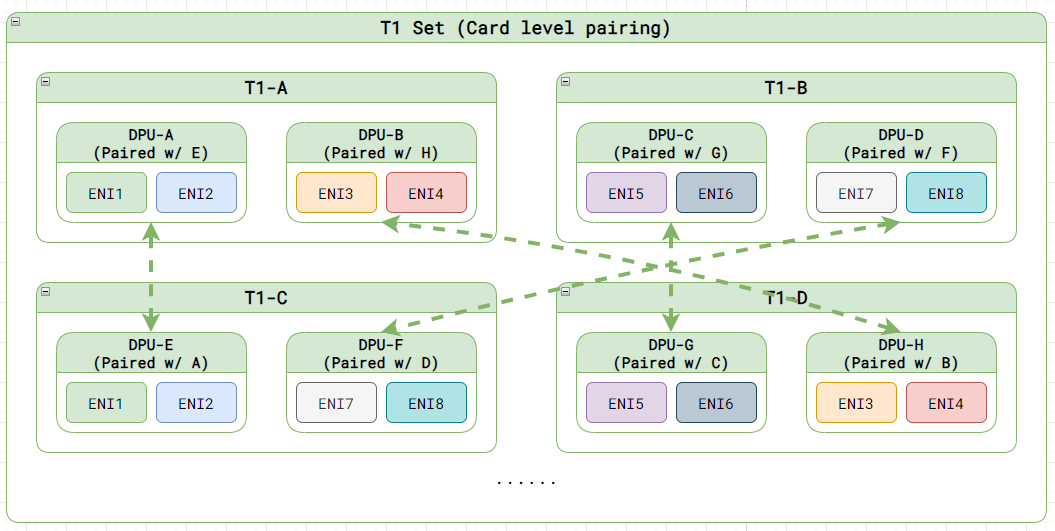 T1 Set (Card level pairing)
T1-A
DPU-A
(Paired w/ E)
ENI1
ENI2
DPU-B
(Paired w/ H)
ENI3
ENI4
T1-B
DPU-C
(Paired w/ G)
ENI5
ENI6
DPU-D
(Paired w/ F)
ENI7
ENI8
T1-C
DPU-E
(Paired w/ A)
ENI1
ENI2
DPU-F
(Paired w/ D)
ENI7
ENI8
T1-D
DPU-G
(Paired w/ C)
ENI5
ENI6
DPU-H
(Paired w/ B)
ENI3
ENI4
......